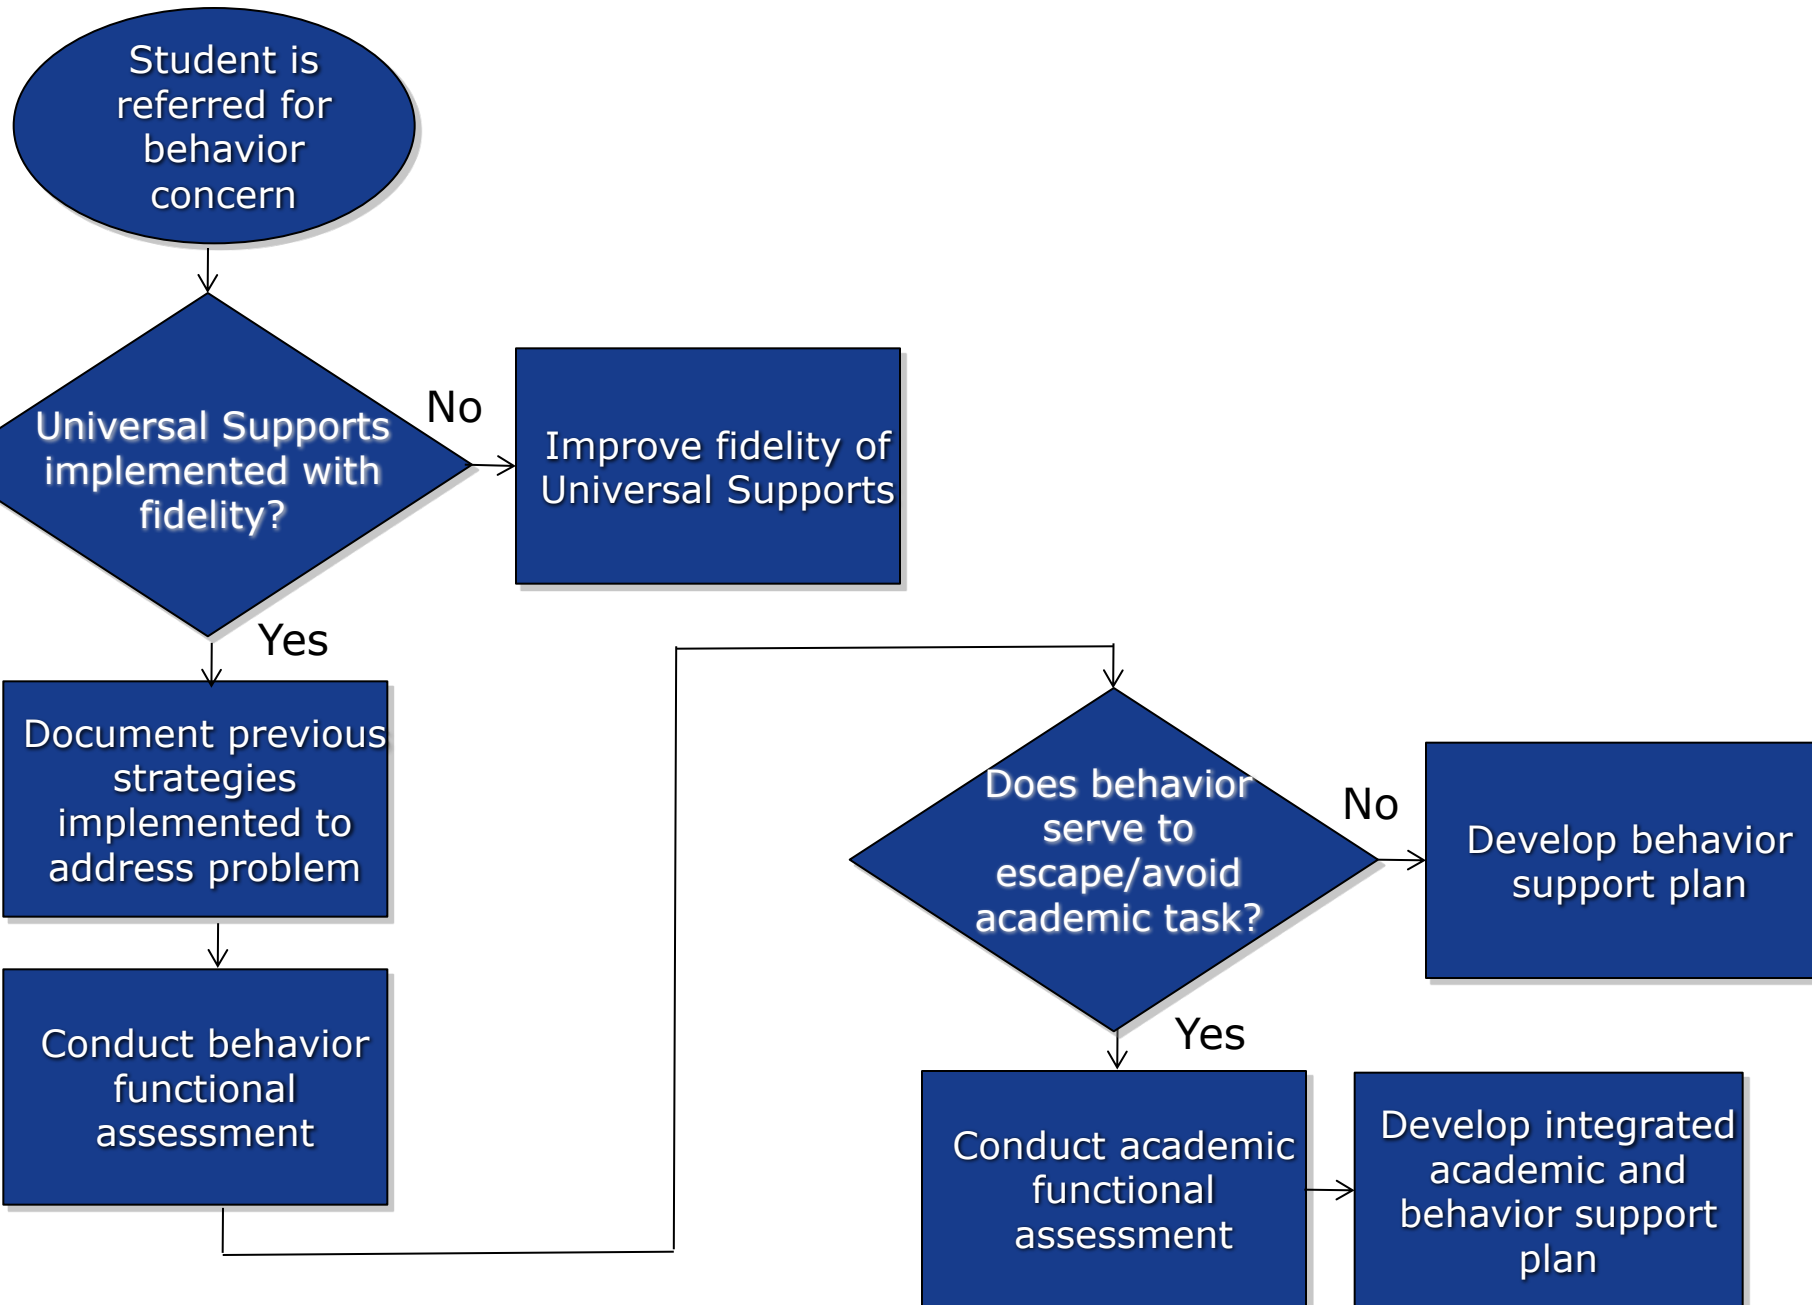 Student is
referred for
behavior
concern
Universal Supports
implemented with
fidelity?
No
Improve fidelity of
Universal Supports
Yes
Document previous
strategies
implemented to
address problem
Conduct behavior
functional
assessment
Does behavior
serve to
escape/avoid
academic task?
No
Develop behavior
support plan
Yes
Conduct academic
functional
assessment
Develop integrated
academic and
behavior support
plan